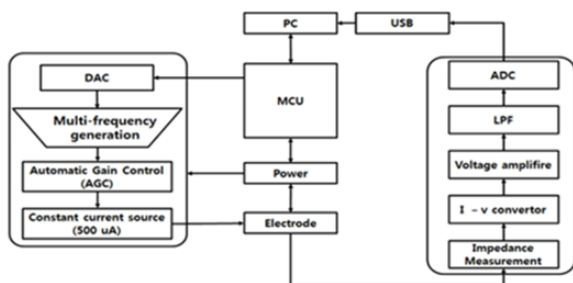 PC
USB
DAC
MCU
ADC
Multi-frequency
generation
LPF
Automatic Gain Control
(AGC)
Power
Voltage amplifire
Constant current source
(500 uA)
Electrode
I - v convertor
Impedance
Measurement